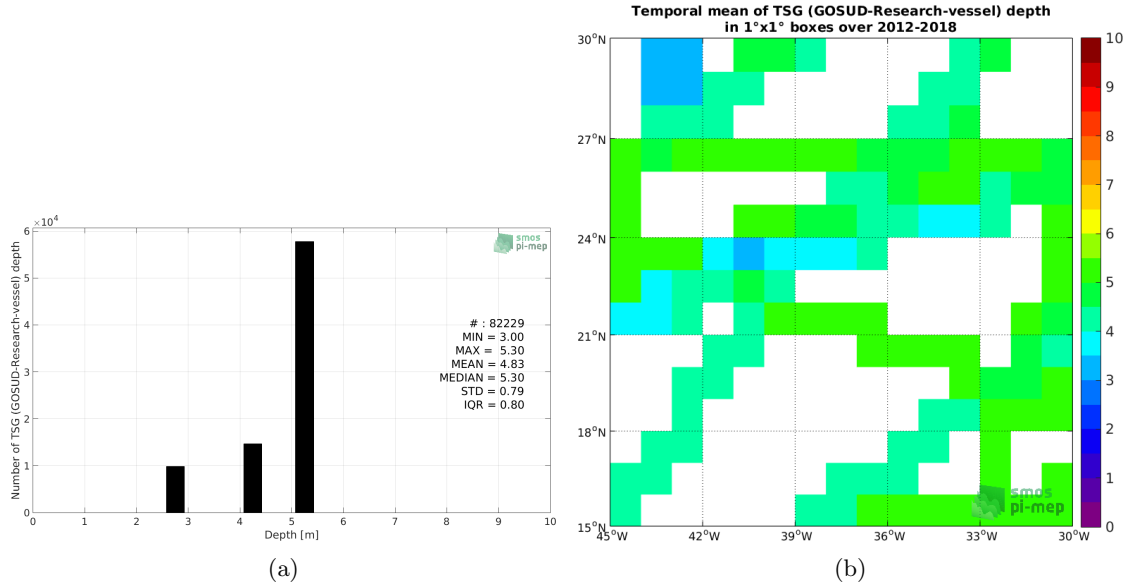 ×10⁴
6
5
4
3
2
1
0
0 1 2 3 4 5 6 7 8 9 10
Number of TSG (GOSUD-Research-vessel) depth
Depth [m]
smos
pi-mep
# : 82229
MIN = 3.00
MAX = 5.30
MEAN = 4.83
MEDIAN = 5.30
STD = 0.79
IQR = 0.80
(a)
Temporal mean of TSG (GOSUD-Research-vessel) depth
in 1°x1° boxes over 2012-2018
30°N
27°N
24°N
21°N
18°N
15°N
45°W 42°W 39°W 36°W 33°W 30°W
smos
pi-mep
10
9
8
7
6
5
4
3
2
1
0
(b)